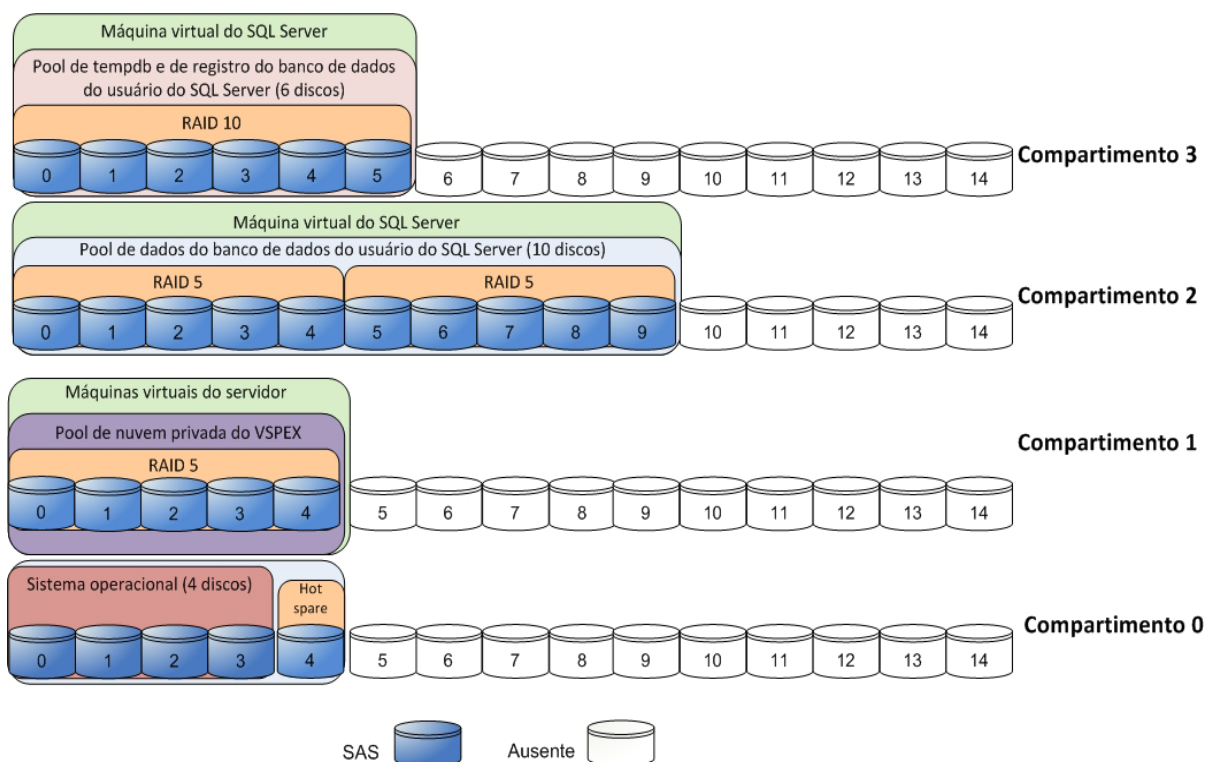 Máquina virtual do SQL Server
Pool de tempdb e de registro do banco de dados
do usuário do SQL Server (6 discos)
RAID 10
0 1 2 3 4 5 6 7 8 9 10 11 12 13 14
Compartimento 3
Máquina virtual do SQL Server
Pool de dados do banco de dados do usuário do SQL Server (10 discos)
RAID 5 RAID 5
0 1 2 3 4 5 6 7 8 9 10 11 12 13 14
Compartimento 2
Máquinas virtuais do servidor
Pool de nuvem privada do VSPEX
RAID 5
0 1 2 3 4 5 6 7 8 9 10 11 12 13 14
Compartimento 1
Sistema operacional (4 discos)
Hot
spare
0 1 2 3 4 5 6 7 8 9 10 11 12 13 14
Compartimento 0
SAS Ausente